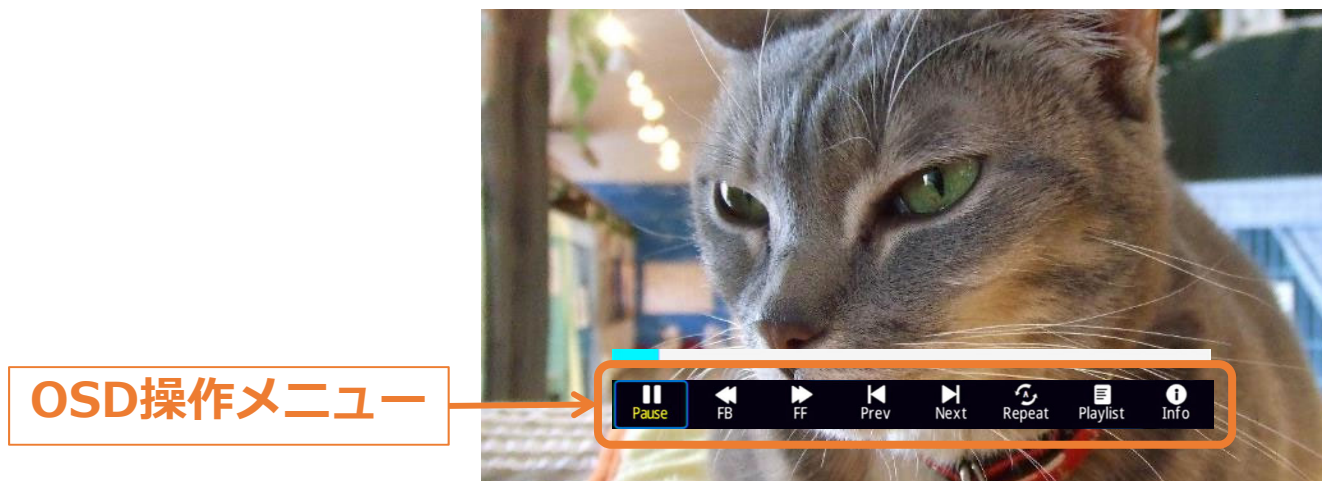 OSD操作メニュー
Pause FB FF Prev Next Repeat Playlist Info